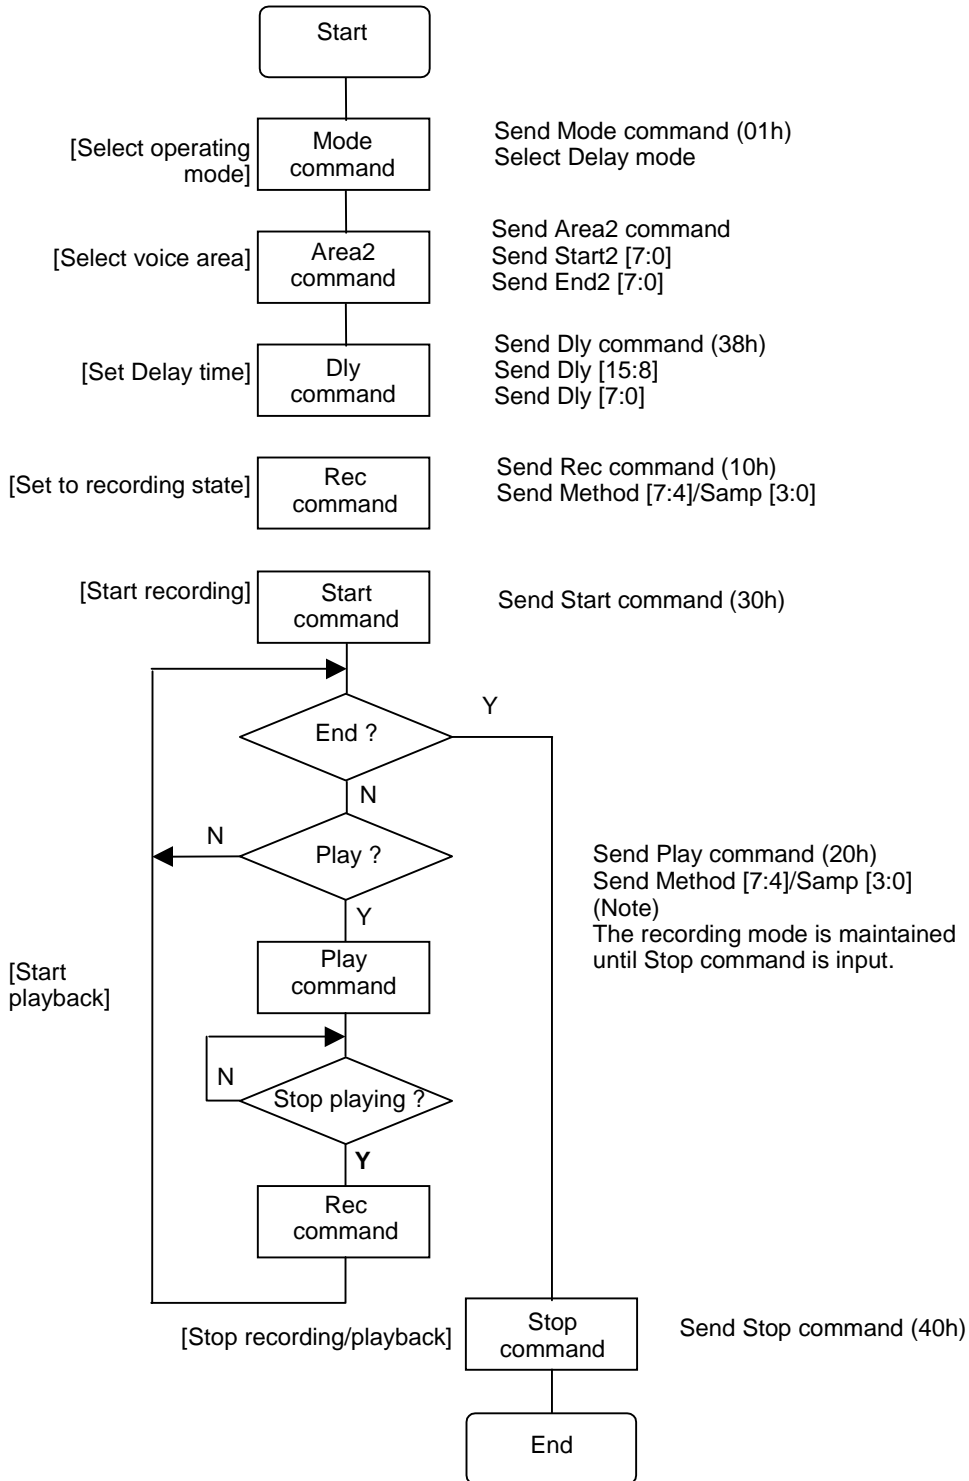 Start
[Select operating
mode]
Mode
command
Send Mode command (01h)
Select Delay mode
[Select voice area]
Area2
command
Send Area2 command
Send Start2 [7:0]
Send End2 [7:0]
[Set Delay time]
Dly
command
Send Dly command (38h)
Send Dly [15:8]
Send Dly [7:0]
[Set to recording state]
Rec
command
Send Rec command (10h)
Send Method [7:4]/Samp [3:0]
[Start recording]
Start
command
Send Start command (30h)
End ?
Y
N
Play ?
N
Y
Send Play command (20h)
Send Method [7:4]/Samp [3:0]
(Note)
The recording mode is maintained
until Stop command is input.
[Start
playback]
Play
command
N
Stop playing ?
Y
Rec
command
[Stop recording/playback]
Stop
command
Send Stop command (40h)
End